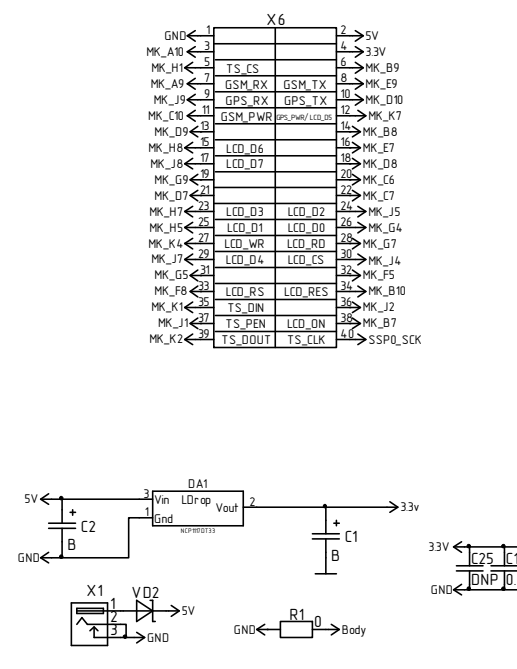 X6
GND 1 2 5V
MK_A10 3 4 3.3V
MK_H1 5 TS_CS 6 MK_B9
MK_A9 7 GSM_RX GSM_TX 8 MK_E9
MK_J9 9 GPS_RX GPS_TX 10 MK_D10
MK_C10 11 GSM_PWR GPS_PWR/LCD_D5 12 MK_K7
MK_D9 13 14 MK_B8
MK_H8 15 LCD_D6 16 MK_E7
MK_J8 17 LCD_D7 18 MK_D8
MK_G9 19 20 MK_C6
MK_D7 21 22 MK_C7
MK_H7 23 LCD_D3 LCD_D2 24 MK_J5
MK_H5 25 LCD_D1 LCD_D0 26 MK_G4
MK_K4 27 LCD_WR LCD_RD 28 MK_G7
MK_J7 29 LCD_D4 LCD_CS 30 MK_J4
MK_G5 31 32 MK_F5
MK_F8 33 LCD_RS LCD_RES 34 MK_B10
MK_K1 35 TS_DIN 36 MK_J2
MK_J1 37 TS_PEN LCD_ON 38 MK_B7
MK_K2 39 TS_DOUT TS_CLK 40 SSP0_SCK
DA1
5V 3 Vin LDrop Vout 2 3.3v
1 Gnd
NCP1117DT33
+ C2 B
GND
+ C1 B
3.3V C25 C1
DNP 0.
GND
X1 VD2
1 5V
2
3 GND
R1
GND 0 Body